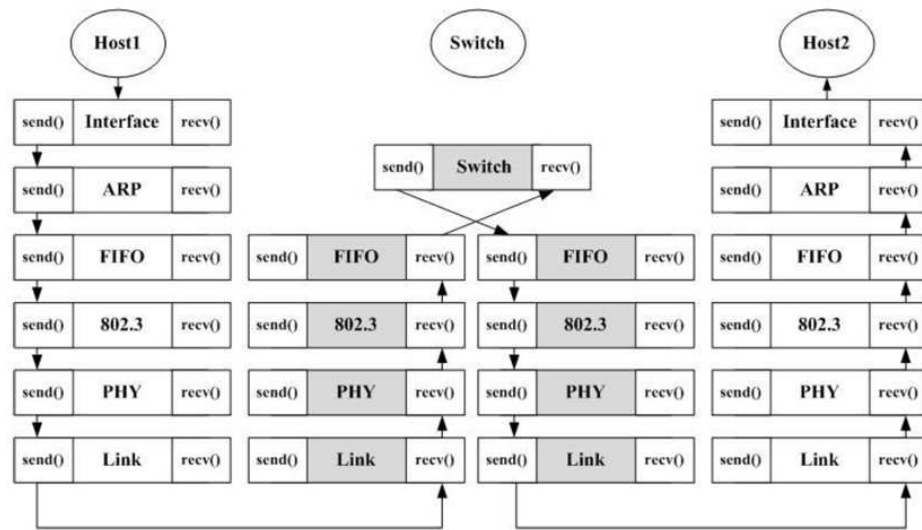 Host1 Switch Host2
send() Interface recv() send() Interface recv()
send() Switch recv()
send() ARP recv() send() ARP recv()
send() FIFO recv() send() FIFO recv() send() FIFO recv() send() FIFO recv()
send() 802.3 recv() send() 802.3 recv() send() 802.3 recv() send() 802.3 recv()
send() PHY recv() send() PHY recv() send() PHY recv() send() PHY recv()
send() Link recv() send() Link recv() send() Link recv() send() Link recv()